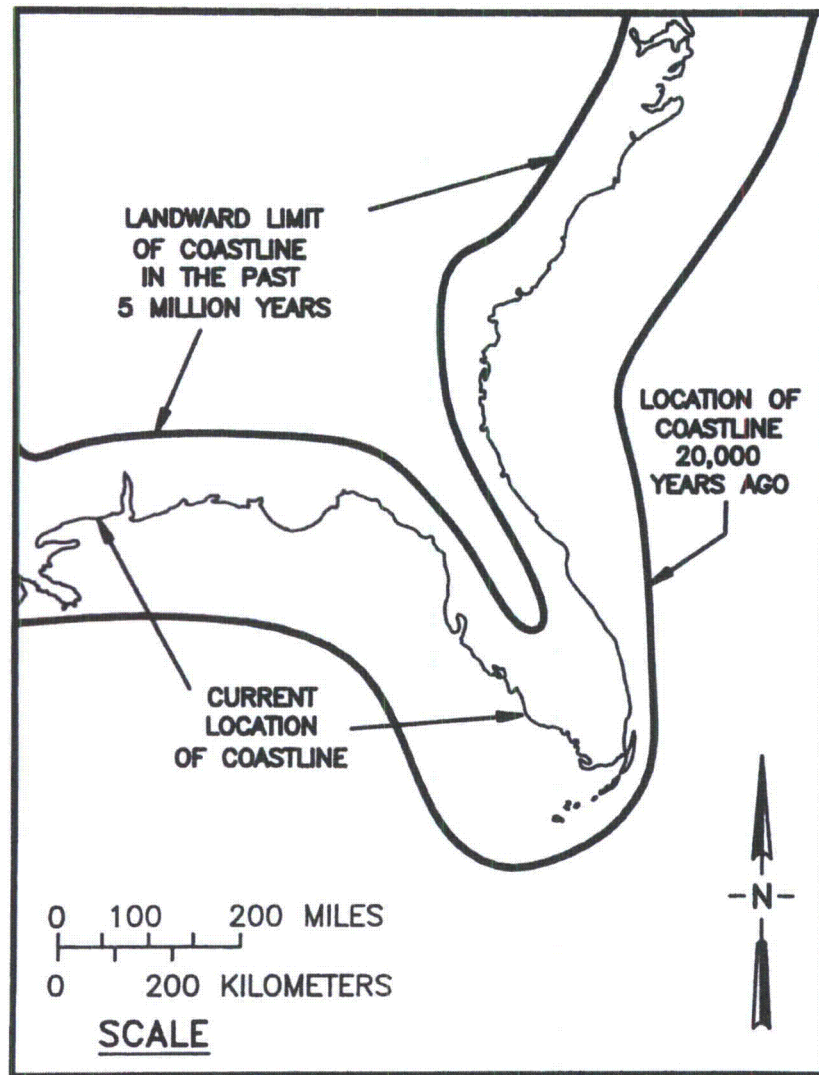 LANDWARD LIMIT
OF COASTLINE
IN THE PAST
5 MILLION YEARS
LOCATION OF
COASTLINE
20,000
YEARS AGO
CURRENT
LOCATION
OF COASTLINE
0 100 200 MILES
0 200 KILOMETERS
SCALE
-N-